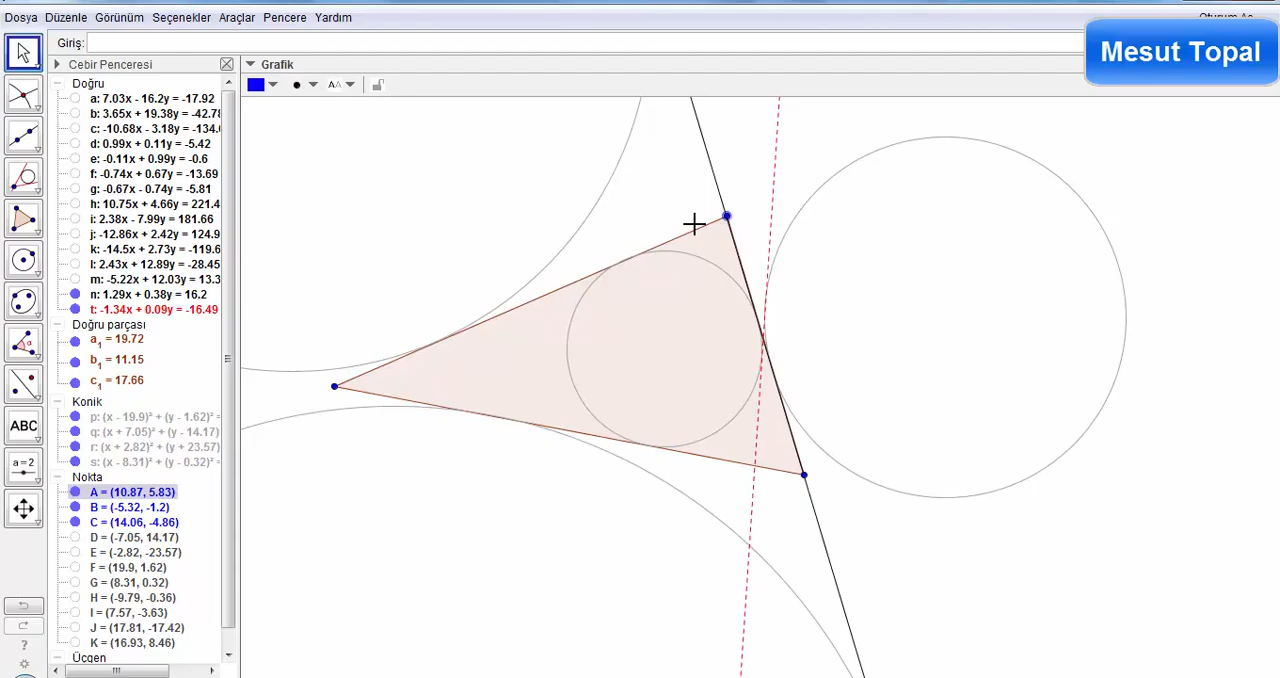 Dosya Düzenle Görünüm Seçenekler Araçlar Pencere Yardım
Mesut Topal
Giriş:
Cebir Penceresi
Grafik
Doğru
a: 7.03x - 16.2y = -17.92
b: 3.65x + 19.38y = -42.78
c: -10.68x - 3.18y = -134.
d: 0.99x + 0.11y = -5.42
e: -0.11x + 0.99y = -0.6
f: -0.74x + 0.67y = -13.69
g: -0.67x - 0.74y = -5.81
h: 10.75x + 4.66y = 221.4
i: 2.38x - 7.99y = 181.66
j: -12.86x + 2.42y = 124.9
k: -14.5x + 2.73y = -119.6
l: 2.43x + 12.89y = -28.45
m: -5.22x + 12.03y = 13.3
n: 1.29x + 0.38y = 16.2
t: -1.34x + 0.09y = -16.49
Doğru parçası
a1 = 19.72
b1 = 11.15
c1 = 17.66
Konik
p: (x - 19.9)² + (y - 1.62)² =
q: (x + 7.05)² + (y - 14.17)
r: (x + 2.82)² + (y + 23.57)
s: (x - 8.31)² + (y - 0.32)² =
Nokta
A = (10.87, 5.83)
B = (-5.32, -1.2)
C = (14.06, -4.86)
D = (-7.05, 14.17)
E = (-2.82, -23.57)
F = (19.9, 1.62)
G = (8.31, 0.32)
H = (-9.79, -0.36)
I = (7.57, -3.63)
J = (17.81, -17.42)
K = (16.93, 8.46)
Üçgen
ABC
a=2